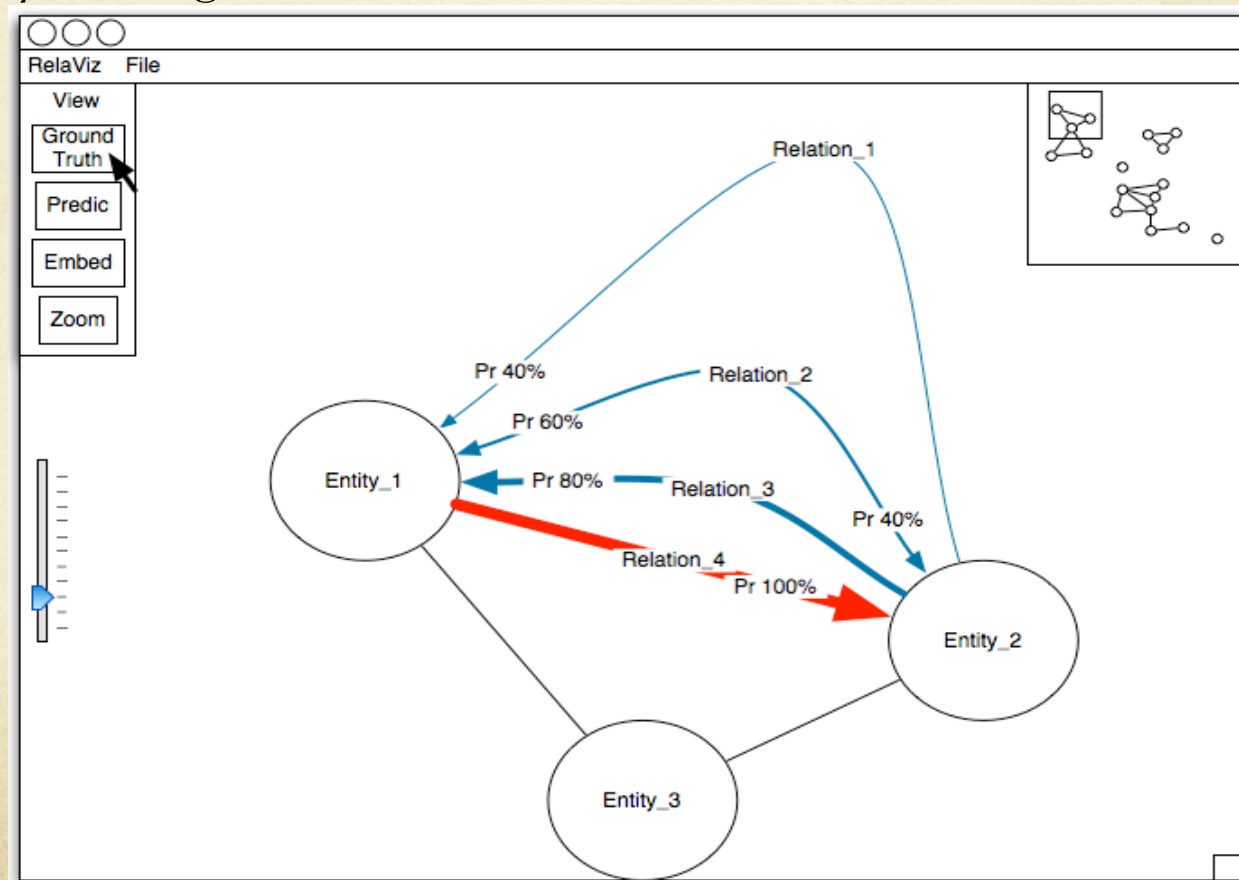 RelaViz File
View
Ground
Truth
Predic
Embed
Zoom
Relation_1
Pr 40%
Relation_2
Pr 60%
Entity_1
Pr 80%
Relation_3
Pr 40%
Relation_4
Pr 100%
Entity_2
Entity_3